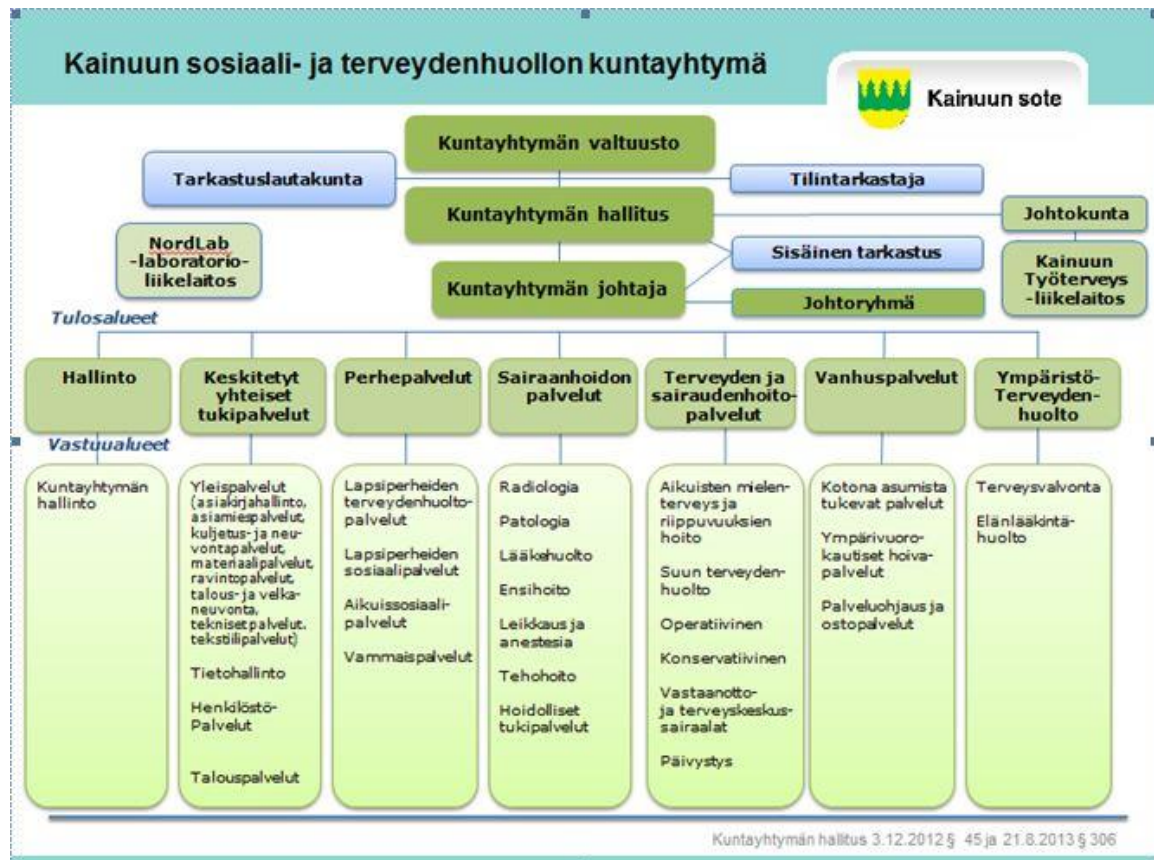 Kainuun sosiaali- ja terveydenhuollon kuntayhtymä
Kainuun sote
Kuntayhtymän valtuusto
Tarkastuslautakunta
Tilintarkastaja
Kuntayhtymän hallitus
Johtokunta
NordLab
-laboratorio-
liikelaitos
Sisäinen tarkastus
Kainuun
Työterveys
-liikelaitos
Kuntayhtymän johtaja
Johtoryhmä
Tulosalueet
Hallinto
Keskitetyt
yhteiset
tukipalvelut
Perhepalvelut
Sairaanhoidon
palvelut
Terveyden ja
sairaudenhoito-
palvelut
Vanhuspalvelut
Ympäristö-
Terveyden-
huolto
Vastuualueet
Kuntayhtymän
hallinto
Yleispalvelut
(asiakirjahallinto,
asiamiespalvelut,
kuljetus- ja neu-
vontapalvelut,
materiaalipalvelut,
ravintopalvelut,
talous- ja velka-
neuvonta,
tekniset palvelut,
tekstiilipalvelut)
Tietohallinto
Henkilöstö-
Palvelut
Talouspalvelut
Lapsiperheiden
terveydenhuolto-
palvelut
Lapsiperheiden
sosiaalipalvelut
Aikuissosiaali-
palvelut
Vammaispalvelut
Radiologia
Patologia
Lääkehuolto
Ensihoito
Leikkaus ja
anestesia
Tehohoito
Hoidolliset
tukipalvelut
Aikuisten mielen-
terveys ja
riippuvuuksien
hoito
Suun terveyden-
huolto
Operatiivinen
Konservatiivinen
Vastaanotto-
ja terveyskeskus-
sairaalat
Päivystys
Kotona asumista
tukevat palvelut
Ympärivuoro-
kautiset hoiva-
palvelut
Palveluohjaus ja
ostopalvelut
Terveysvalvonta
Elänlääkintä-
huolto
Kuntayhtymän hallitus 3.12.2012 § 45 ja 21.8.2013 § 306